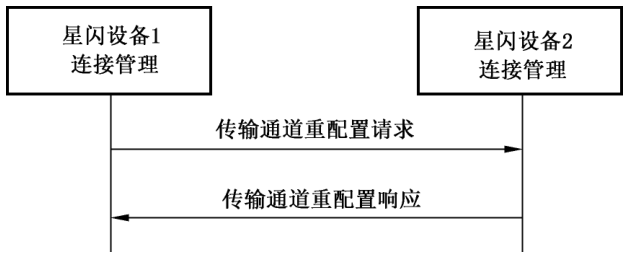 星闪设备1
连接管理
星闪设备2
连接管理
传输通道重配置请求
传输通道重配置响应